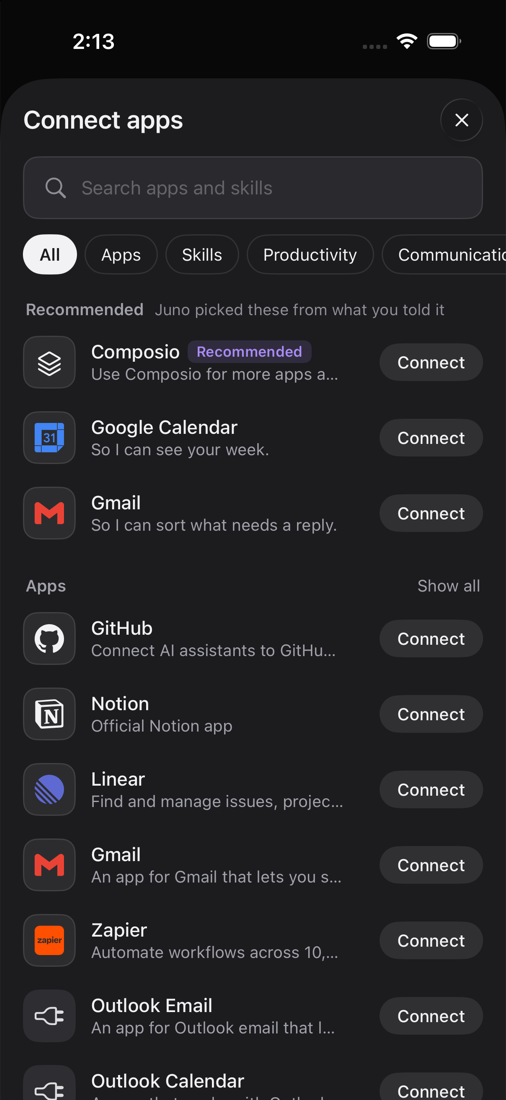 2:13
Connect apps
Search apps and skills
All Apps Skills Productivity Communicatio
Recommended Juno picked these from what you told it
Composio Recommended
Use Composio for more apps a...
Connect
31
Google Calendar
So I can see your week.
Connect
Gmail
So I can sort what needs a reply.
Connect
Apps Show all
GitHub
Connect AI assistants to GitHu...
Connect
Notion
Official Notion app
Connect
Linear
Find and manage issues, projec...
Connect
Gmail
An app for Gmail that lets you s...
Connect
zapier
Zapier
Automate workflows across 10,...
Connect
Outlook Email
An app for Outlook email that l...
Connect
Outlook Calendar
Connect